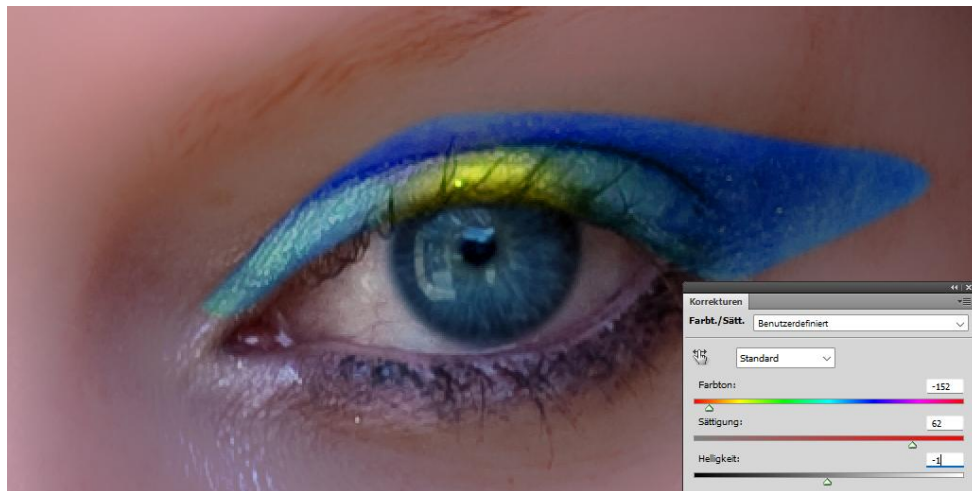 Korrekturen
Farbt./Sätt. Benutzerdefiniert
Standard
Farbton: -152
Sättigung: 62
Helligkeit: -1